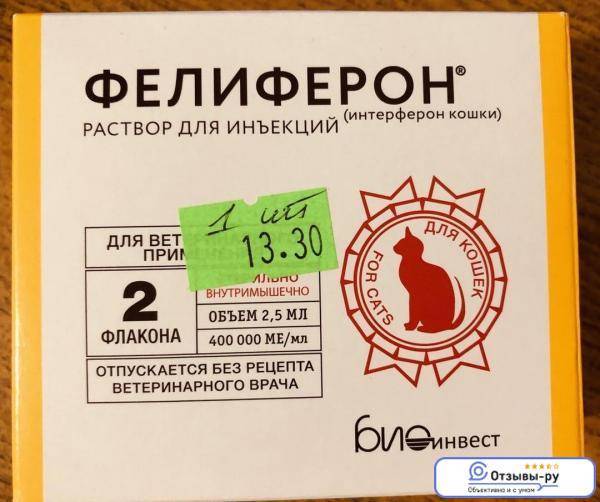 ФЕЛИФЕРОН®
(интерферон кошки)
РАСТВОР ДЛЯ ИНЪЕКЦИЙ
1 шт
13.30
ДЛЯ ВЕТ
ПРИМ
2
ФЛАКОНА
ИЛЬНО
ВНУТРИМЫШЕЧНО
ОБЪЕМ 2,5 МЛ
400 000 МЕ/мл
ОТПУСКАЕТСЯ БЕЗ РЕЦЕПТА
ВЕТЕРИНАРНОГО ВРАЧА
ДЛЯ КОШЕК
FOR CATS
БИОинвест
Отзывы-ру
Объективно и с умом